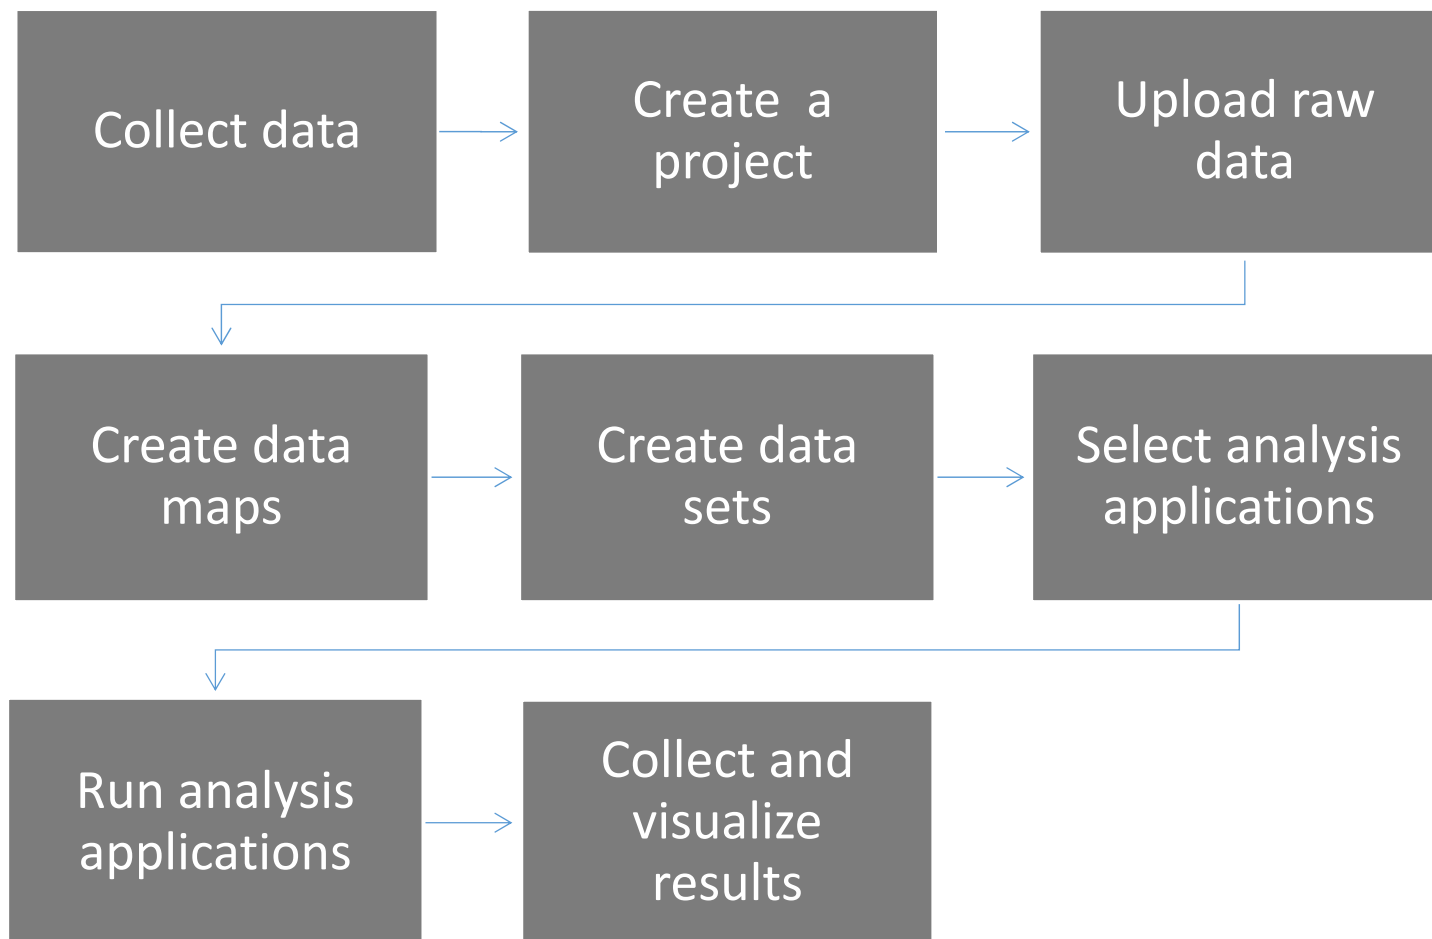 Collect data
Create  a
project
Upload raw
data
Create data
maps
Create data
sets
Select analysis
applications
Run analysis
applications
Collect and
visualize
results